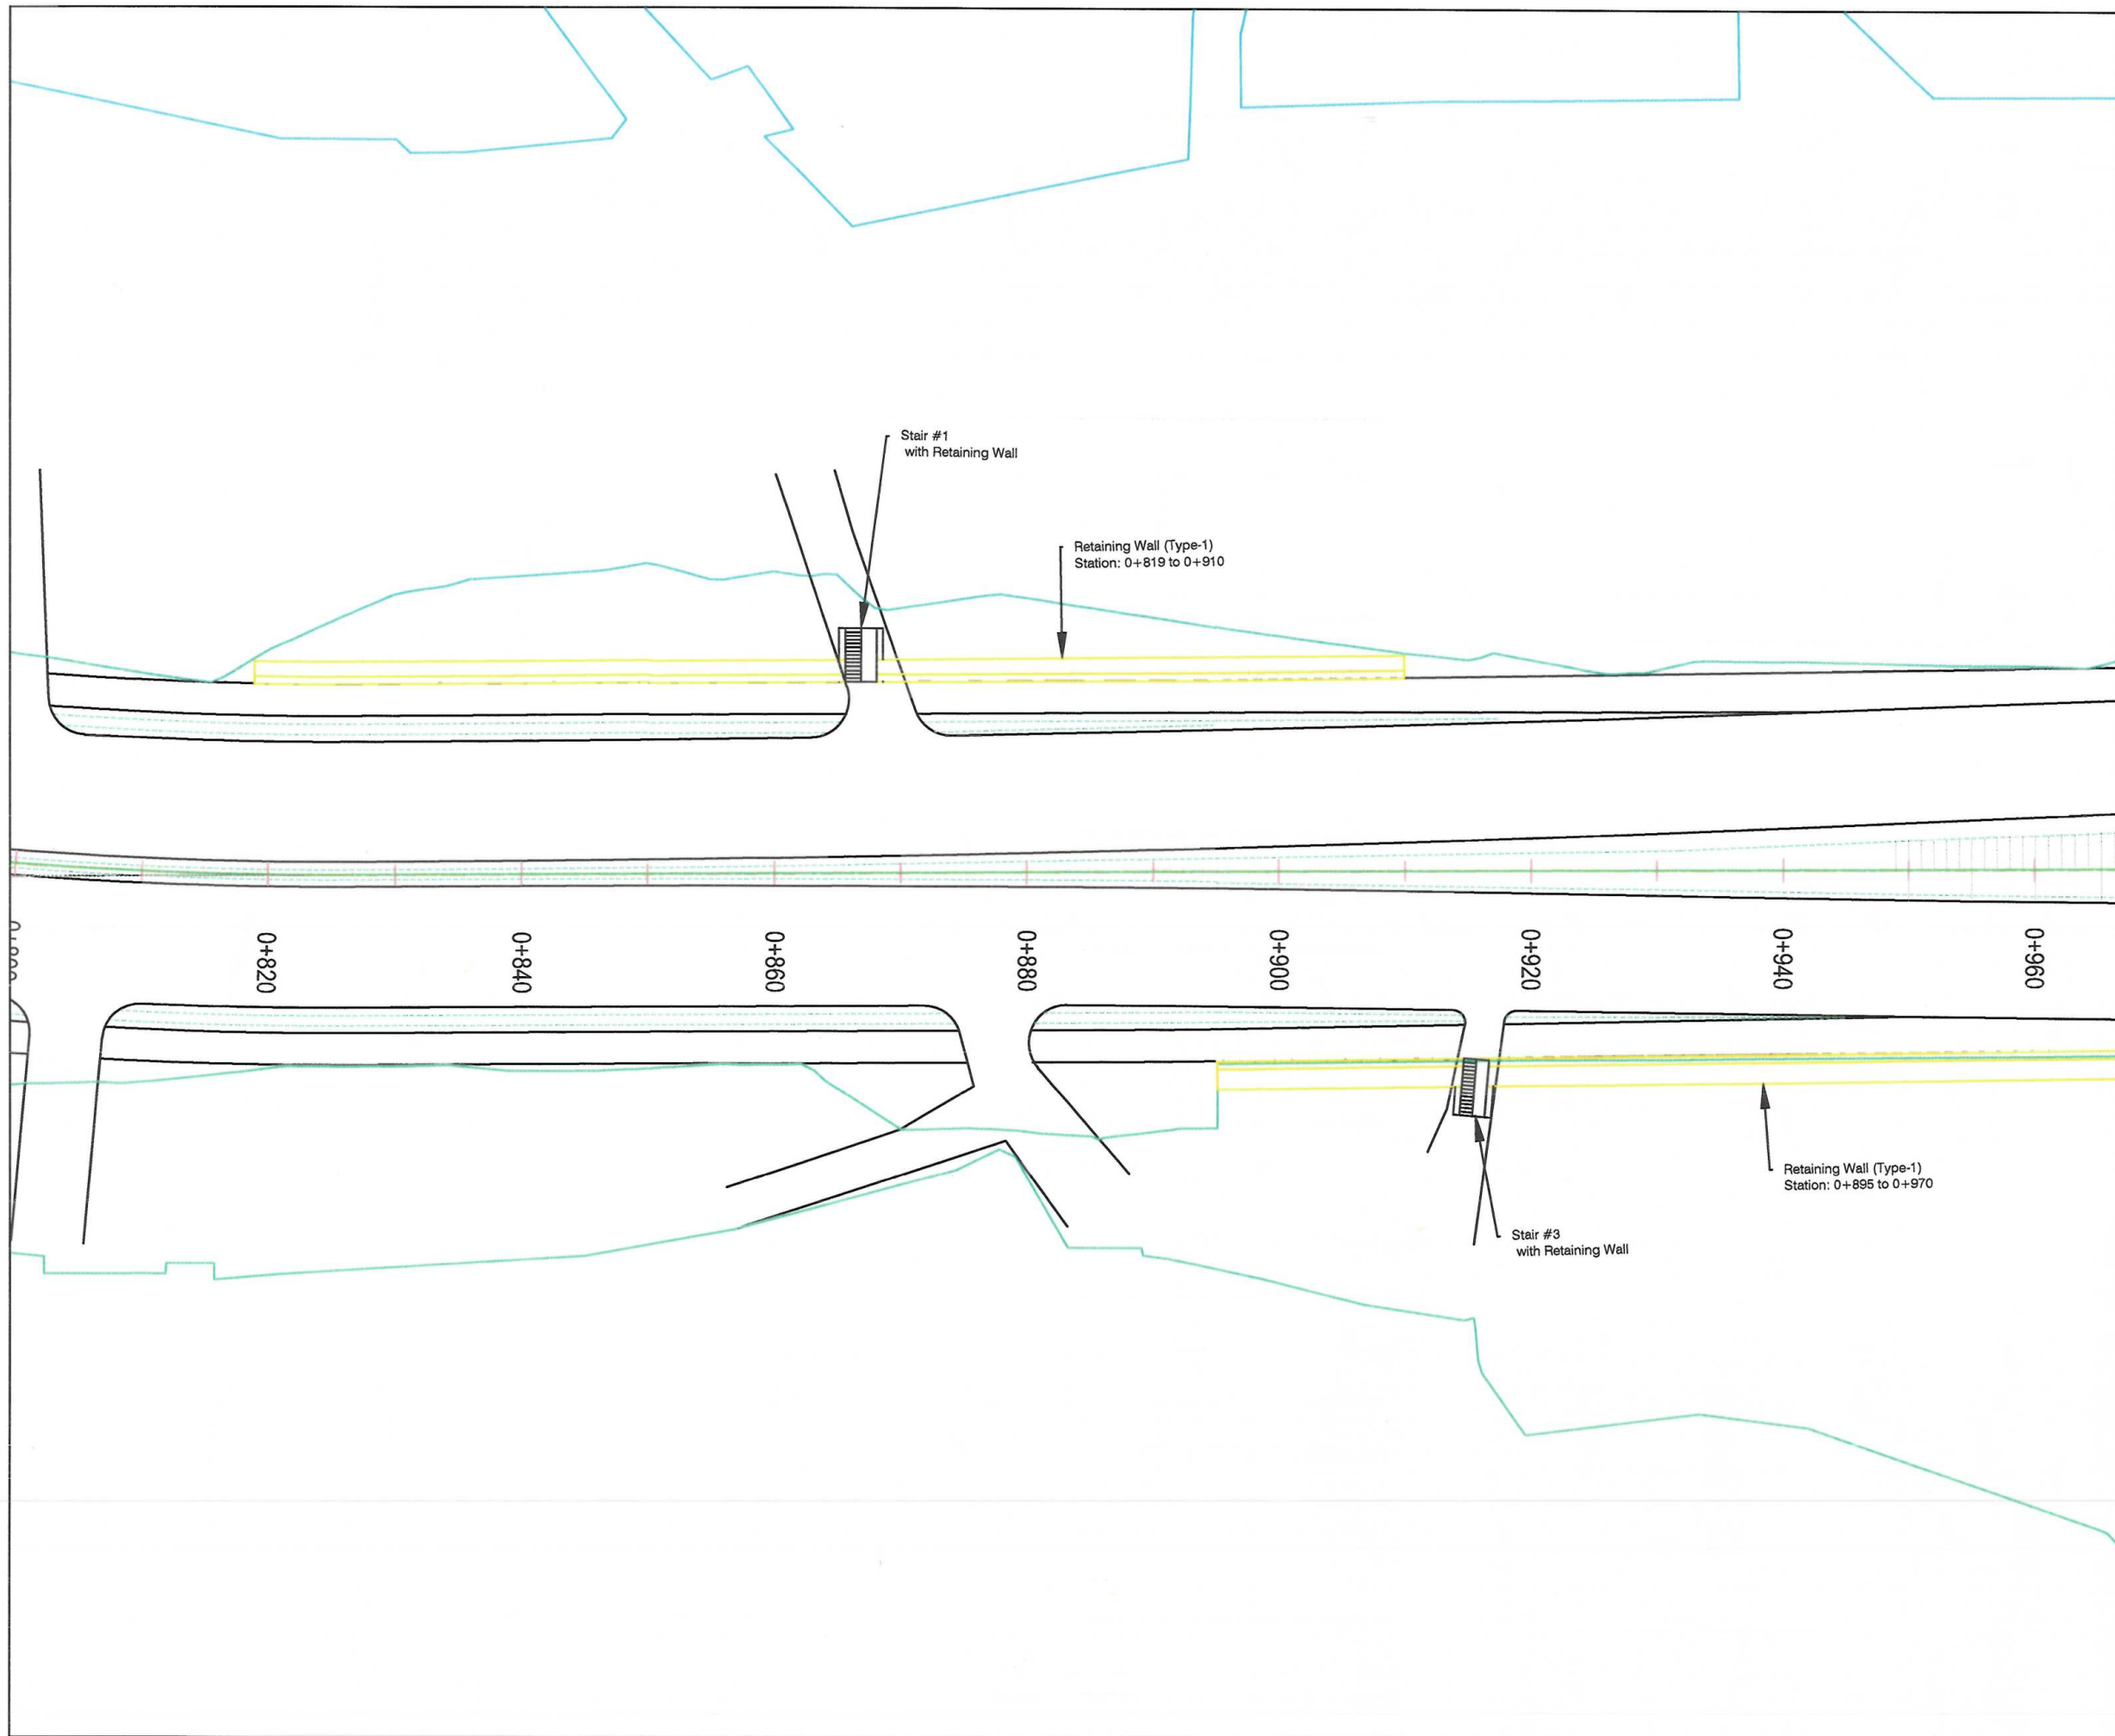 Stair #1
with Retaining Wall
Retaining Wall (Type-1)
Station: 0+819 to 0+910
0+820
0+840
0+860
0+880
0+900
0+920
0+940
0+960
Retaining Wall (Type-1)
Station: 0+895 to 0+970
Stair #3
with Retaining Wall